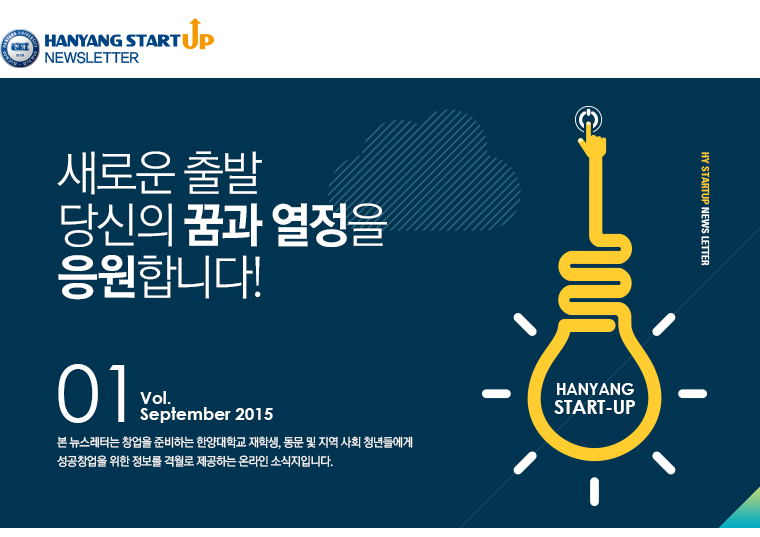 HANYANG START UP
NEWSLETTER
새로운 출발
당신의 꿈과 열정을
응원합니다!
HY STARTUP NEWS LETTER
01 Vol.
September 2015
본 뉴스레터는 창업을 준비하는 한양대학교 재학생, 동문 및 지역 사회 청년들에게
성공창업을 위한 정보를 격월로 제공하는 온라인 소식지입니다.
HANYANG
START-UP